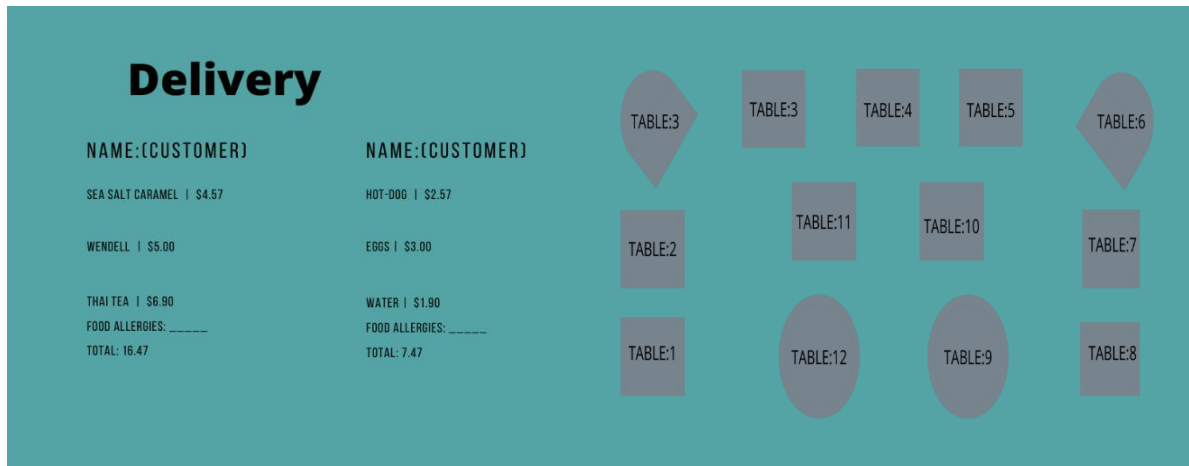 Delivery
NAME:(CUSTOMER)
SEA SALT CARAMEL | $4.57
WENDELL | $5.00
THAI TEA | $6.90
FOOD ALLERGIES: _____
TOTAL: 16.47
NAME:(CUSTOMER)
HOT-DOG | $2.57
EGGS | $3.00
WATER | $1.90
FOOD ALLERGIES: _____
TOTAL: 7.47
TABLE:3
TABLE:3
TABLE:4
TABLE:5
TABLE:6
TABLE:11
TABLE:10
TABLE:2
TABLE:7
TABLE:1
TABLE:12
TABLE:9
TABLE:8